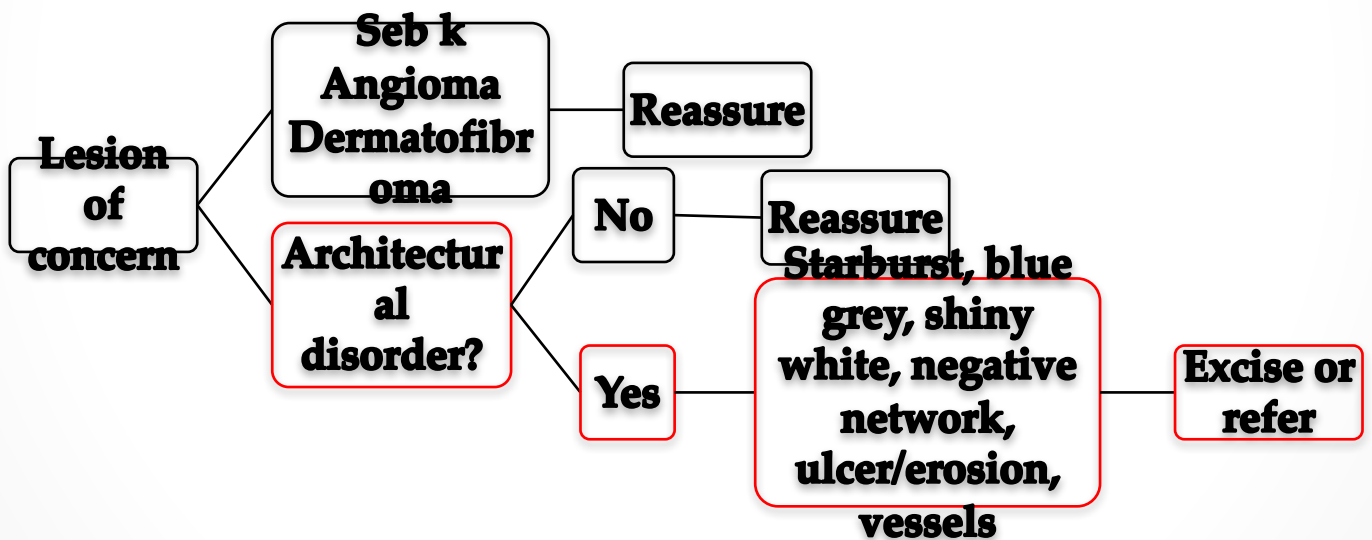 Lesion
of
concern
Seb k
Angioma
Dermatofibr
oma
Reassure
Architectur
al
disorder?
No
Reassure
Yes
Starburst, blue
grey, shiny
white, negative
network,
ulcer/erosion,
vessels
Excise or
refer